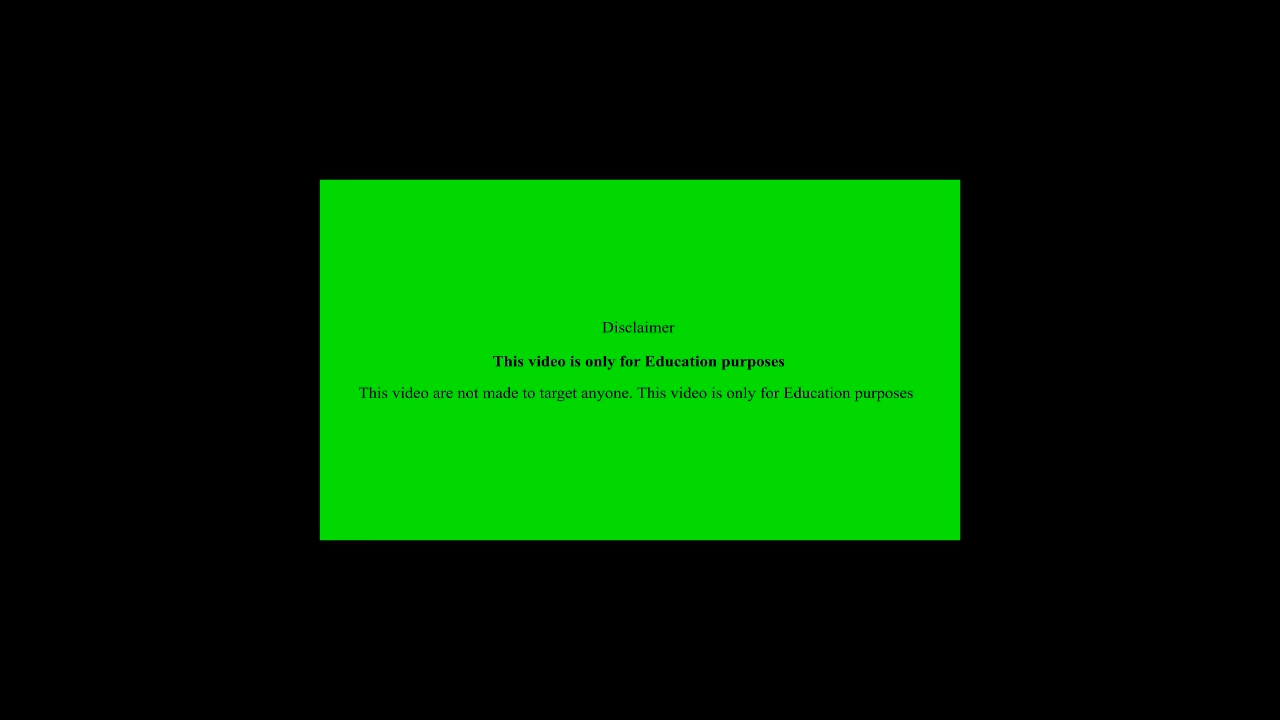 Disclaimer
This video is only for Education purposes
This video are not made to target anyone. This video is only for Education purposes